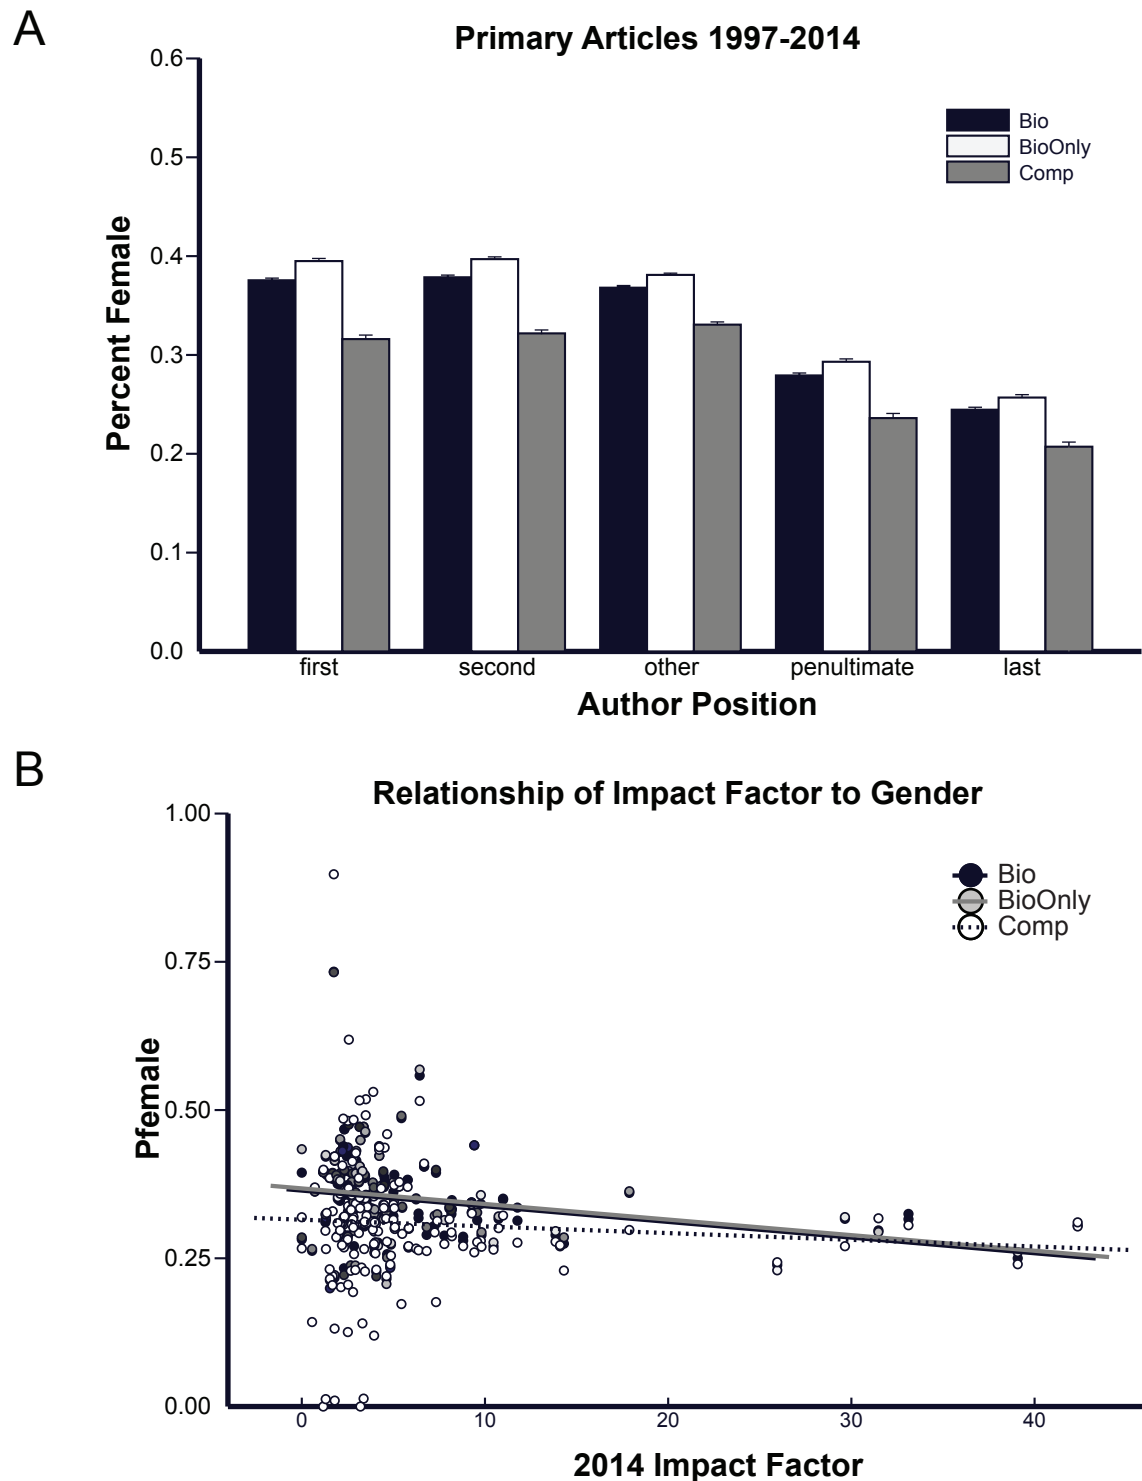 A
Primary Articles 1997-2014
0.6
0.5
0.4
0.3
0.2
0.1
0.0
Percent Female
Bio
BioOnly
Comp
first second other penultimate last
Author Position
B
Relationship of Impact Factor to Gender
1.00
0.75
0.50
0.25
0.00
Pfemale
Bio
BioOnly
Comp
0 10 20 30 40
2014 Impact Factor